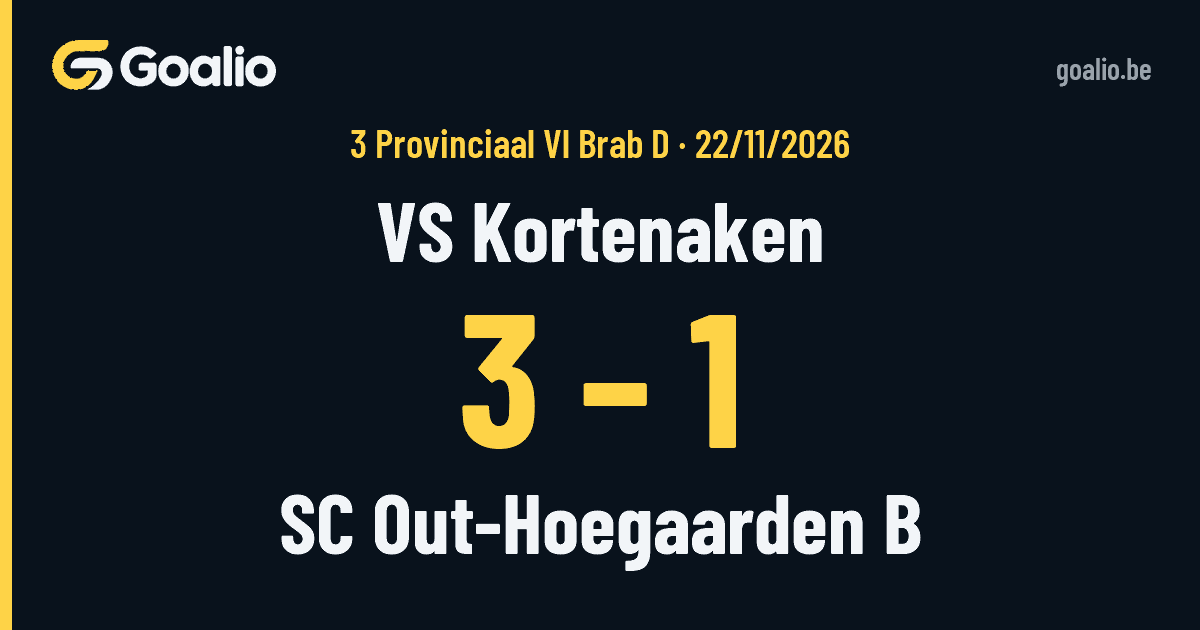 Goalio
goalio.be
3 Provinciaal Vl Brab D · 22/11/2026
VS Kortenaken
3 – 1
SC Out-Hoegaarden B